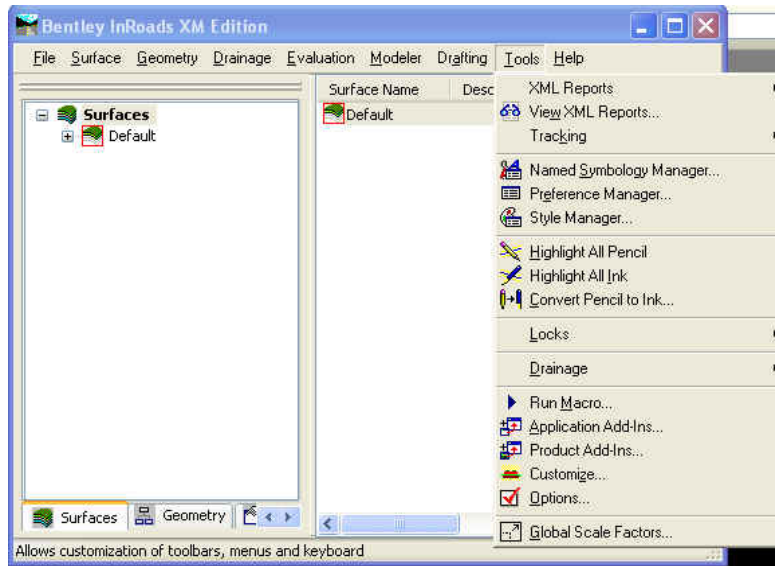 Bentley InRoads XM Edition
File Surface Geometry Drainage Evaluation Modeler Drafting Tools Help
Surface Name Desc
Surfaces
Default
Default
XML Reports
View XML Reports...
Tracking
Named Symbology Manager...
Preference Manager...
Style Manager...
Highlight All Pencil
Highlight All Ink
Convert Pencil to Ink...
Locks
Drainage
Run Macro...
Application Add-Ins...
Product Add-Ins...
Customize...
Options...
Global Scale Factors...
Surfaces Geometry
Allows customization of toolbars, menus and keyboard